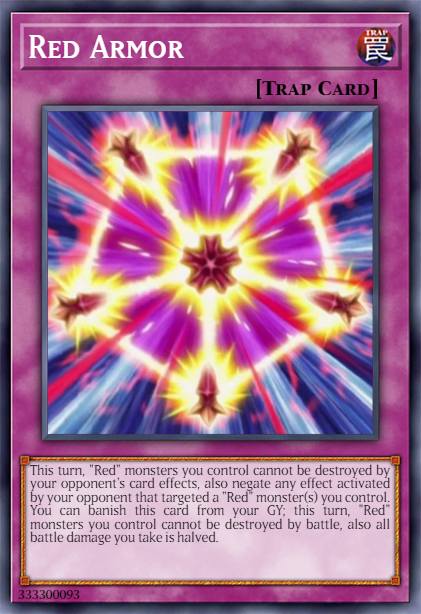 Red Armor
TRAP
罠
[Trap Card]
This turn, "Red" monsters you control cannot be destroyed by
your opponent's card effects, also negate any effect activated
by your opponent that targeted a "Red" monster(s) you control.
You can banish this card from your GY; this turn, "Red"
monsters you control cannot be destroyed by battle, also all
battle damage you take is halved.
333300093